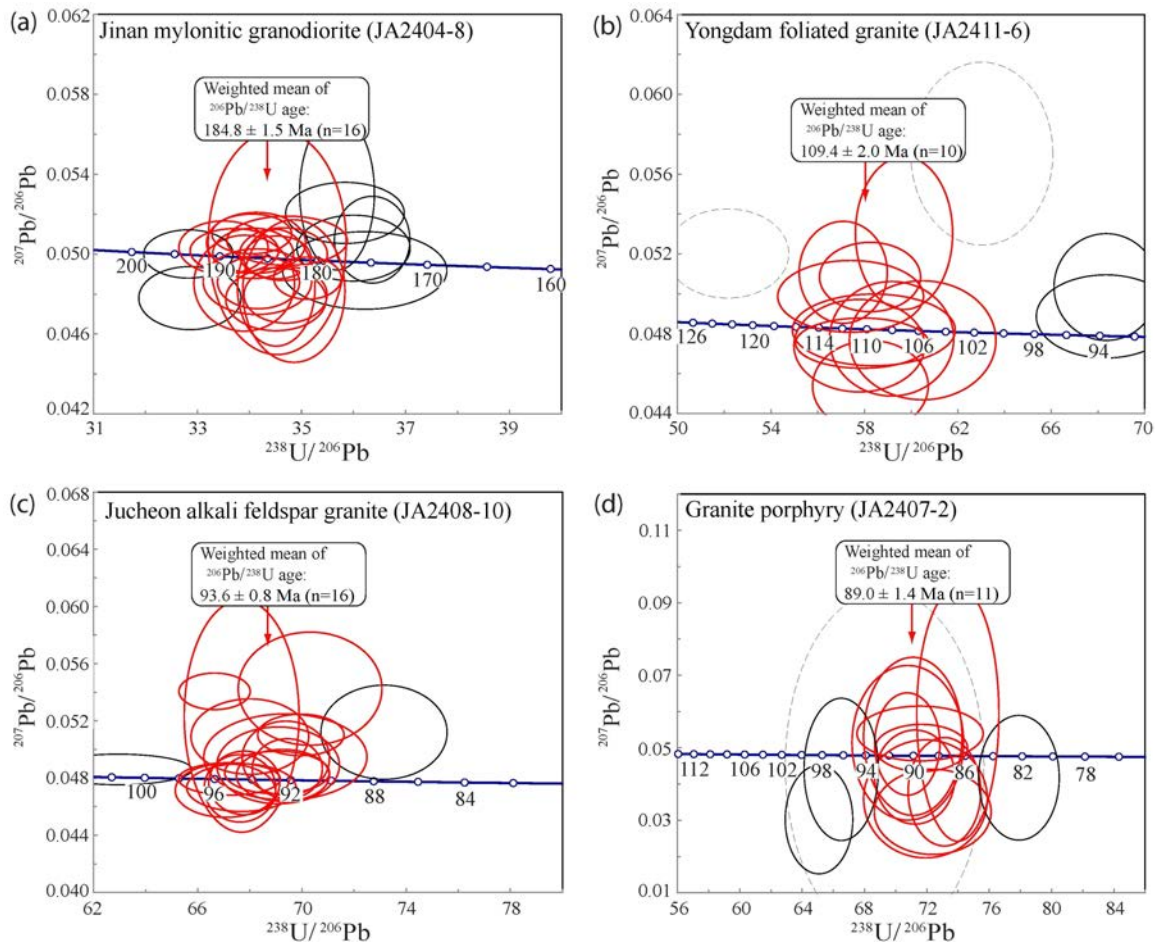 (a)
Jinan mylonitic granodiorite (JA2404-8)
Weighted mean of
²⁰⁶Pb/²³⁸U age:
184.8 ± 1.5 Ma (n=16)
0.062
0.058
0.054
0.050
0.046
0.042
²⁰⁷Pb/²⁰⁶Pb
200
190
180
170
160
31
33
35
37
39
²³⁸U/²⁰⁶Pb
(b)
Yongdam foliated granite (JA2411-6)
Weighted mean of
²⁰⁶Pb/²³⁸U age:
109.4 ± 2.0 Ma (n=10)
0.064
0.060
0.056
0.052
0.048
0.044
²⁰⁷Pb/²⁰⁶Pb
126
120
114
110
106
102
98
94
50
54
58
62
66
70
²³⁸U/²⁰⁶Pb
(c)
Jucheon alkali feldspar granite (JA2408-10)
Weighted mean of
²⁰⁶Pb/²³⁸U age:
93.6 ± 0.8 Ma (n=16)
0.068
0.064
0.060
0.056
0.052
0.048
0.044
0.040
²⁰⁷Pb/²⁰⁶Pb
100
96
92
88
84
62
66
70
74
78
²³⁸U/²⁰⁶Pb
(d)
Granite porphyry (JA2407-2)
Weighted mean of
²⁰⁶Pb/²³⁸U age:
89.0 ± 1.4 Ma (n=11)
0.11
0.09
0.07
0.05
0.03
0.01
²⁰⁷Pb/²⁰⁶Pb
112
106
102
98
94
90
86
82
78
56
60
64
68
72
76
80
84
²³⁸U/²⁰⁶Pb